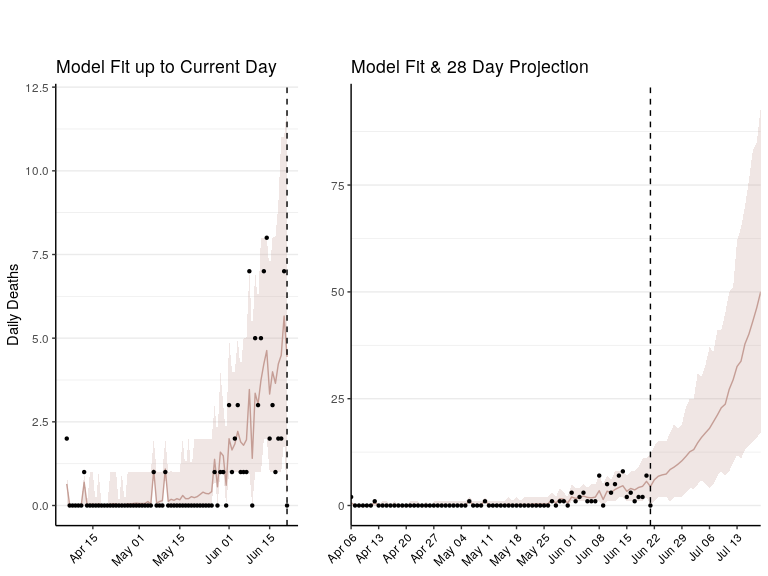 Model Fit up to Current Day
Model Fit & 28 Day Projection
Daily Deaths
12.5
10.0
7.5
5.0
2.5
0.0
Apr 15
May 01
May 15
Jun 01
Jun 15
75
50
25
0
Apr 06
Apr 13
Apr 20
Apr 27
May 04
May 11
May 18
May 25
Jun 01
Jun 08
Jun 15
Jun 22
Jun 29
Jul 06
Jul 13